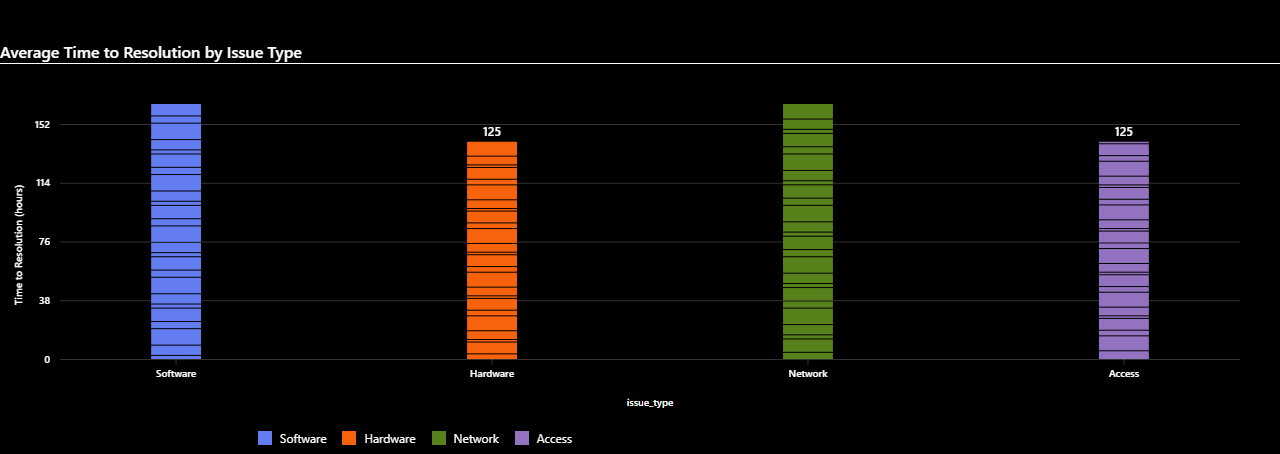 Average Time to Resolution by Issue Type
Time to Resolution (hours)
152
114
76
38
0
125
125
Software
Hardware
Network
Access
issue_type
Software
Hardware
Network
Access